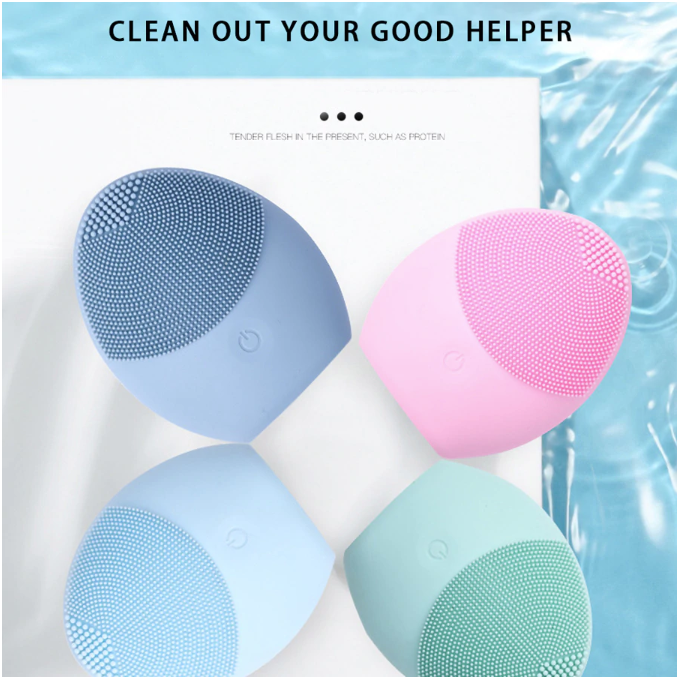 CLEAN OUT YOUR GOOD HELPER
TENDER FLESH IN THE PRESENT, SUCH AS PROTEIN